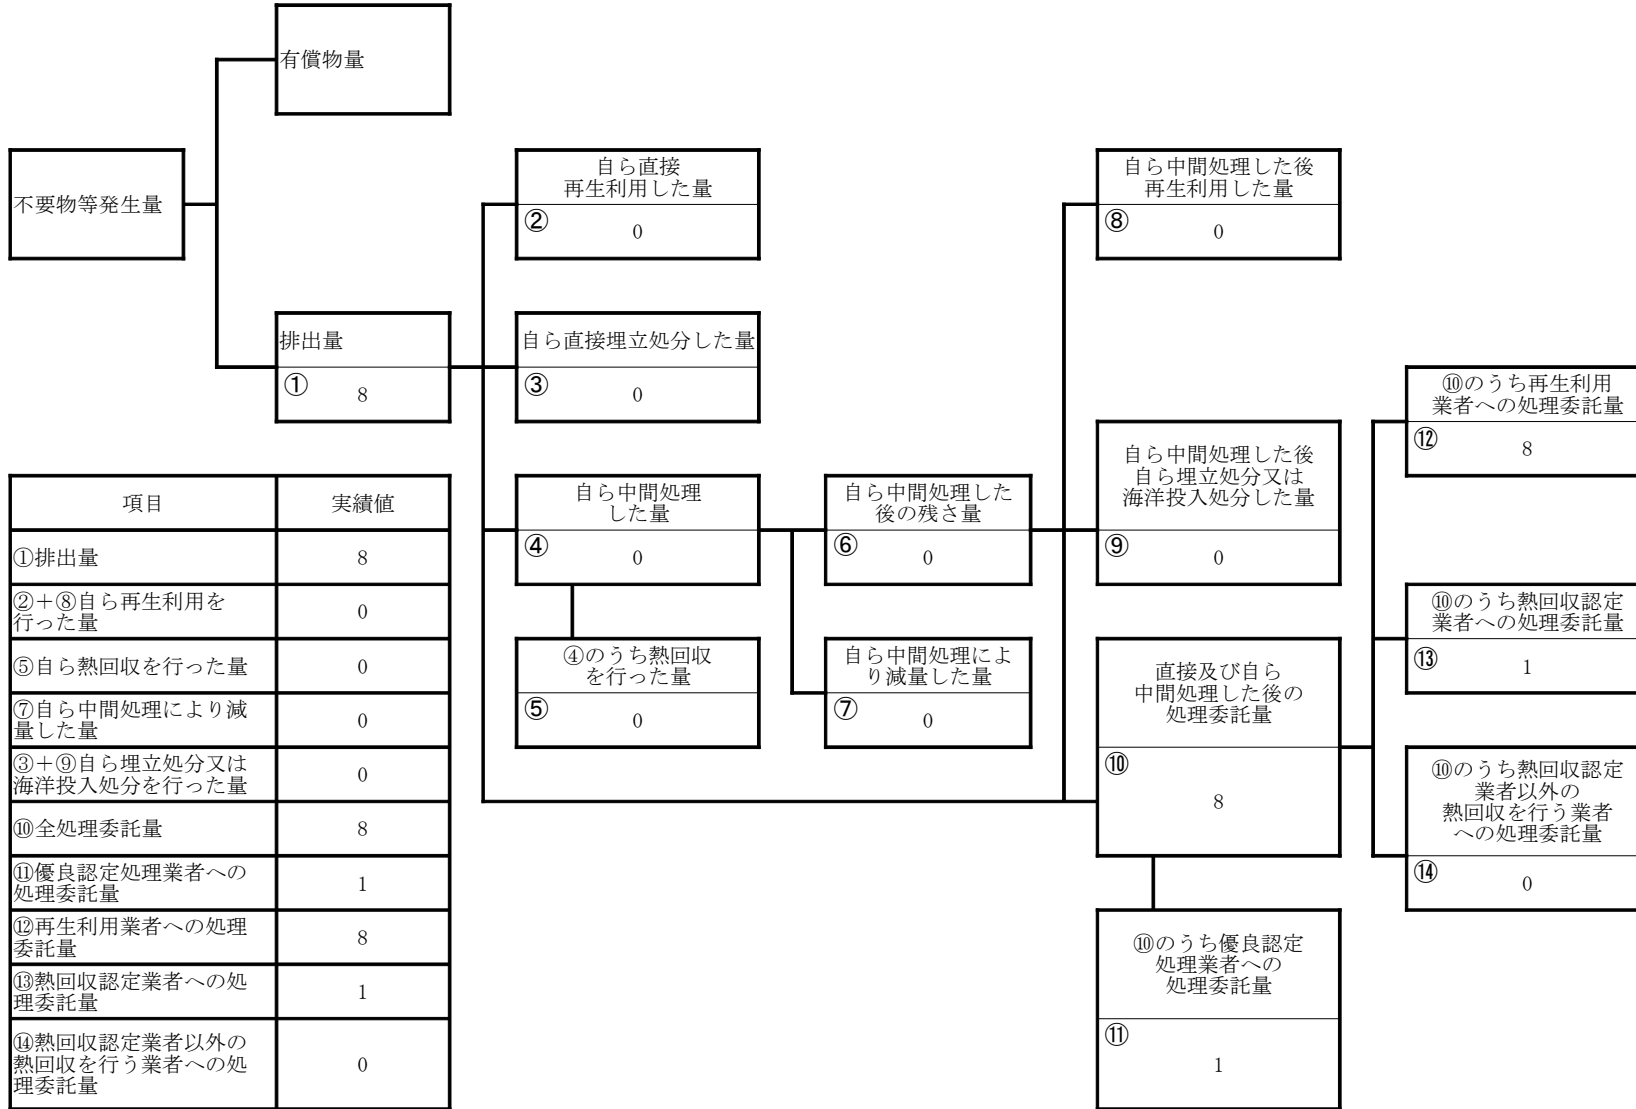 有償物量
不要物等発生量
自ら直接
再生利用した量
②
0
自ら中間処理した後
再生利用した量
⑧
0
排出量
①
8
自ら直接埋立処分した量
③
0
⑩のうち再生利用
業者への処理委託量
⑫
8
自ら中間処理
した量
④
0
自ら中間処理した
後の残さ量
⑥
0
自ら中間処理した後
自ら埋立処分又は
海洋投入処分した量
⑨
0
⑩のうち熱回収認定
業者への処理委託量
⑬
1
④のうち熱回収
を行った量
⑤
0
自ら中間処理によ
り減量した量
⑦
0
直接及び自ら
中間処理した後の
処理委託量
⑩
8
⑩のうち熱回収認定
業者以外の
熱回収を行う業者
への処理委託量
⑭
0
⑩のうち優良認定
処理業者への
処理委託量
⑪
1
項目 実績値
①排出量 8
②＋⑧自ら再生利用を
行った量 0
⑤自ら熱回収を行った量 0
⑦自ら中間処理により減
量した量 0
③＋⑨自ら埋立処分又は
海洋投入処分を行った量 0
⑩全処理委託量 8
⑪優良認定処理業者への
処理委託量 1
⑫再生利用業者への処理
委託量 8
⑬熱回収認定業者への処
理委託量 1
⑭熱回収認定業者以外の
熱回収を行う業者への処
理委託量 0